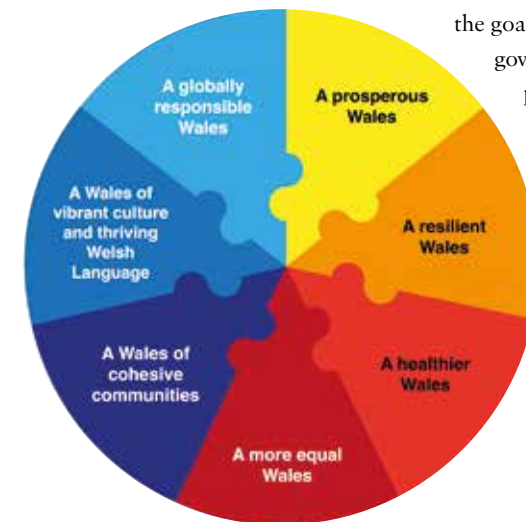 the goa
gov
A globally
responsible
Wales
A prosperous
Wales
A Wales of
vibrant culture
and thriving
Welsh
Language
A resilient
Wales
A Wales of
cohesive
communities
A healthier
Wales
A more equal
Wales